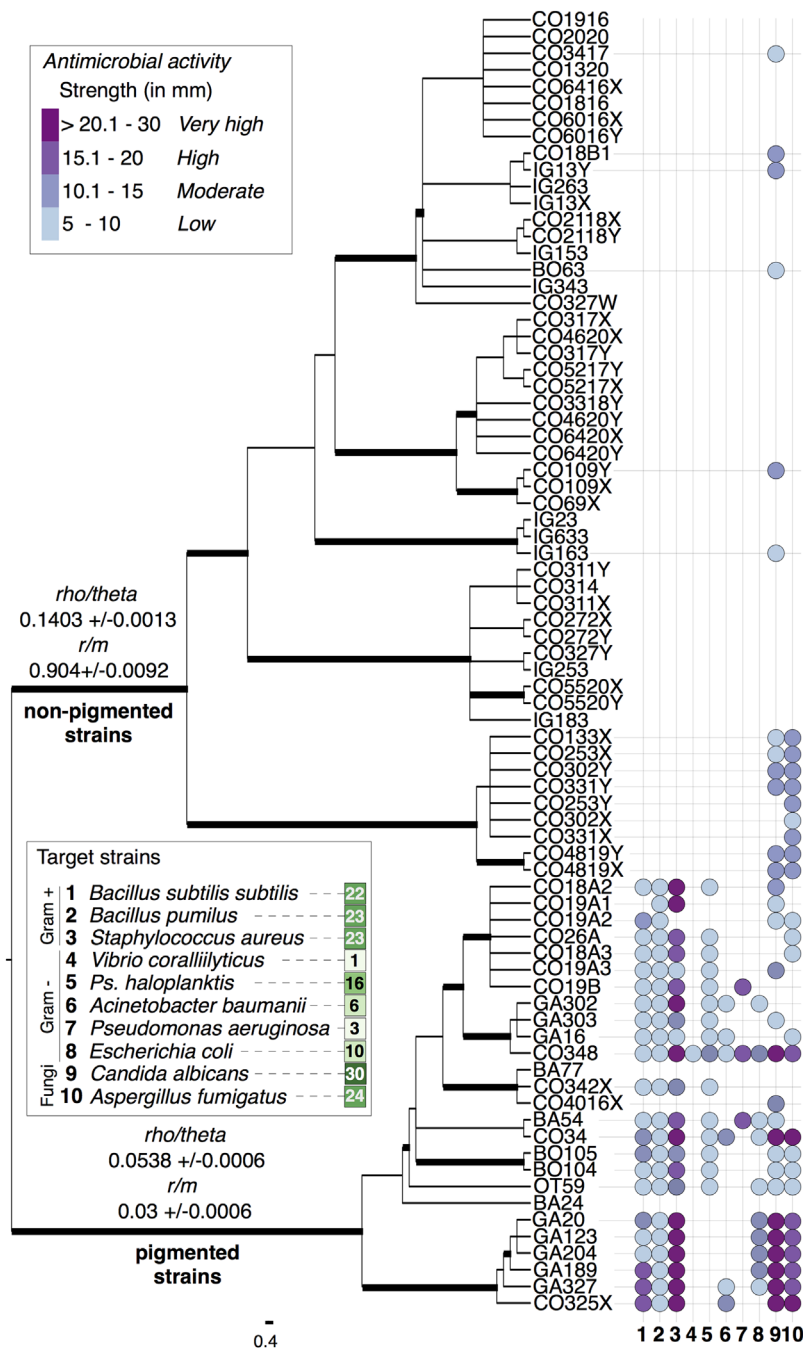 Antimicrobial activity
Strength (in mm)
> 20.1 - 30 Very high
15.1 - 20 High
10.1 - 15 Moderate
5 - 10 Low
CO1916
CO2020
CO3417
CO1320
CO6416X
CO1816
CO6016X
CO6016Y
CO18B1
IG13Y
IG263
IG13X
CO2118X
CO2118Y
IG153
BO63
IG343
CO327W
CO317X
CO4620X
CO317Y
CO5217Y
CO5217X
CO3318Y
CO4620Y
CO6420X
CO6420Y
CO109Y
CO109X
CO69X
IG23
IG633
IG163
CO311Y
CO314
CO311X
CO272X
CO272Y
CO327Y
IG253
CO5520X
CO5520Y
IG183
rho/theta
0.1403 +/-0.0013
r/m
0.904+/-0.0092
non-pigmented
strains
CO133X
CO253X
CO302Y
CO331Y
CO253Y
CO302X
CO331X
CO4819Y
CO4819X
CO18A2
CO19A1
CO19A2
CO26A
CO18A3
CO19A3
CO19B
GA302
GA303
GA16
CO348
BA77
CO342X
CO4016X
BA54
CO34
BO105
BO104
OT59
BA24
GA20
GA123
GA204
GA189
GA327
CO325X
Target strains
Gram +
1 Bacillus subtilis subtilis 22
2 Bacillus pumilus 23
3 Staphylococcus aureus 23
Gram -
4 Vibrio coralliilyticus 1
5 Ps. haloplanktis 16
6 Acinetobacter baumanii 6
7 Pseudomonas aeruginosa 3
8 Escherichia coli 10
Fungi
9 Candida albicans 30
10 Aspergillus fumigatus 24
rho/theta
0.0538 +/-0.0006
r/m
0.03 +/-0.0006
pigmented
strains
0.4
1 2 3 4 5 6 7 8 9 10